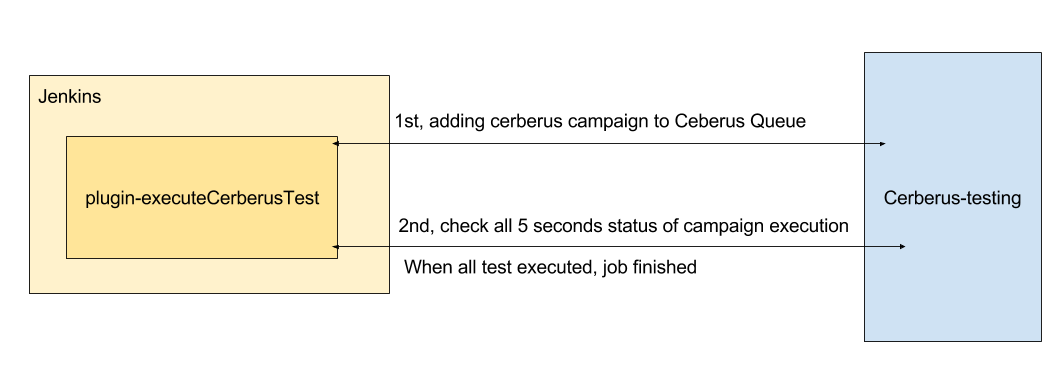 Jenkins
1st, adding cerberus campaign to Ceberus Queue
plugin-executeCerberusTest
Cerberus-testing
2nd, check all 5 seconds status of campaign execution
When all test executed, job finished